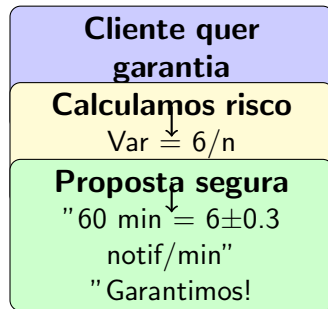 Cliente quer
garantia
Calculamos risco
Var = 6/n
Proposta segura
"60 min = 6±0.3
notif/min"
"Garantimos!